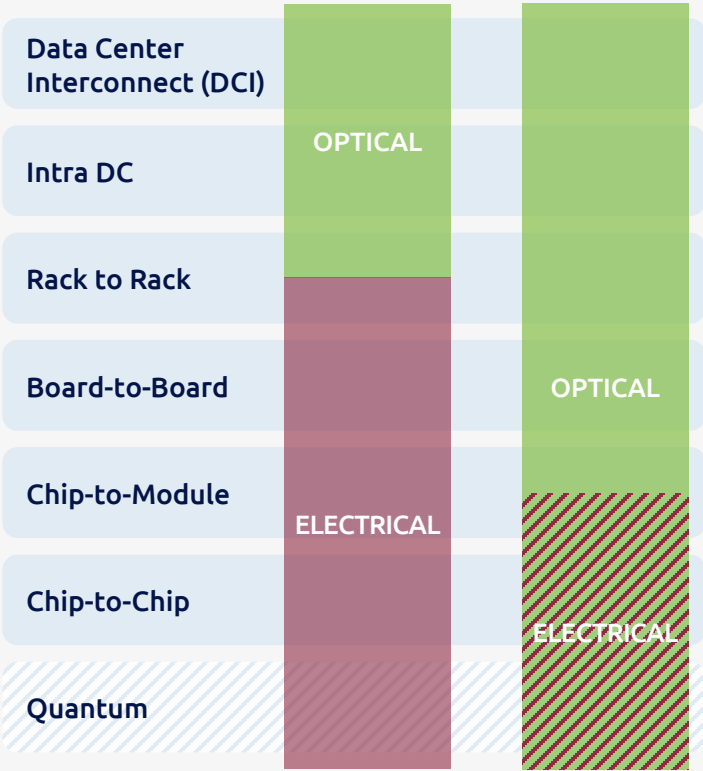 Data Center
Interconnect (DCI)
OPTICAL
Intra DC
Rack to Rack
Board-to-Board
OPTICAL
Chip-to-Module
ELECTRICAL
Chip-to-Chip
ELECTRICAL
Quantum